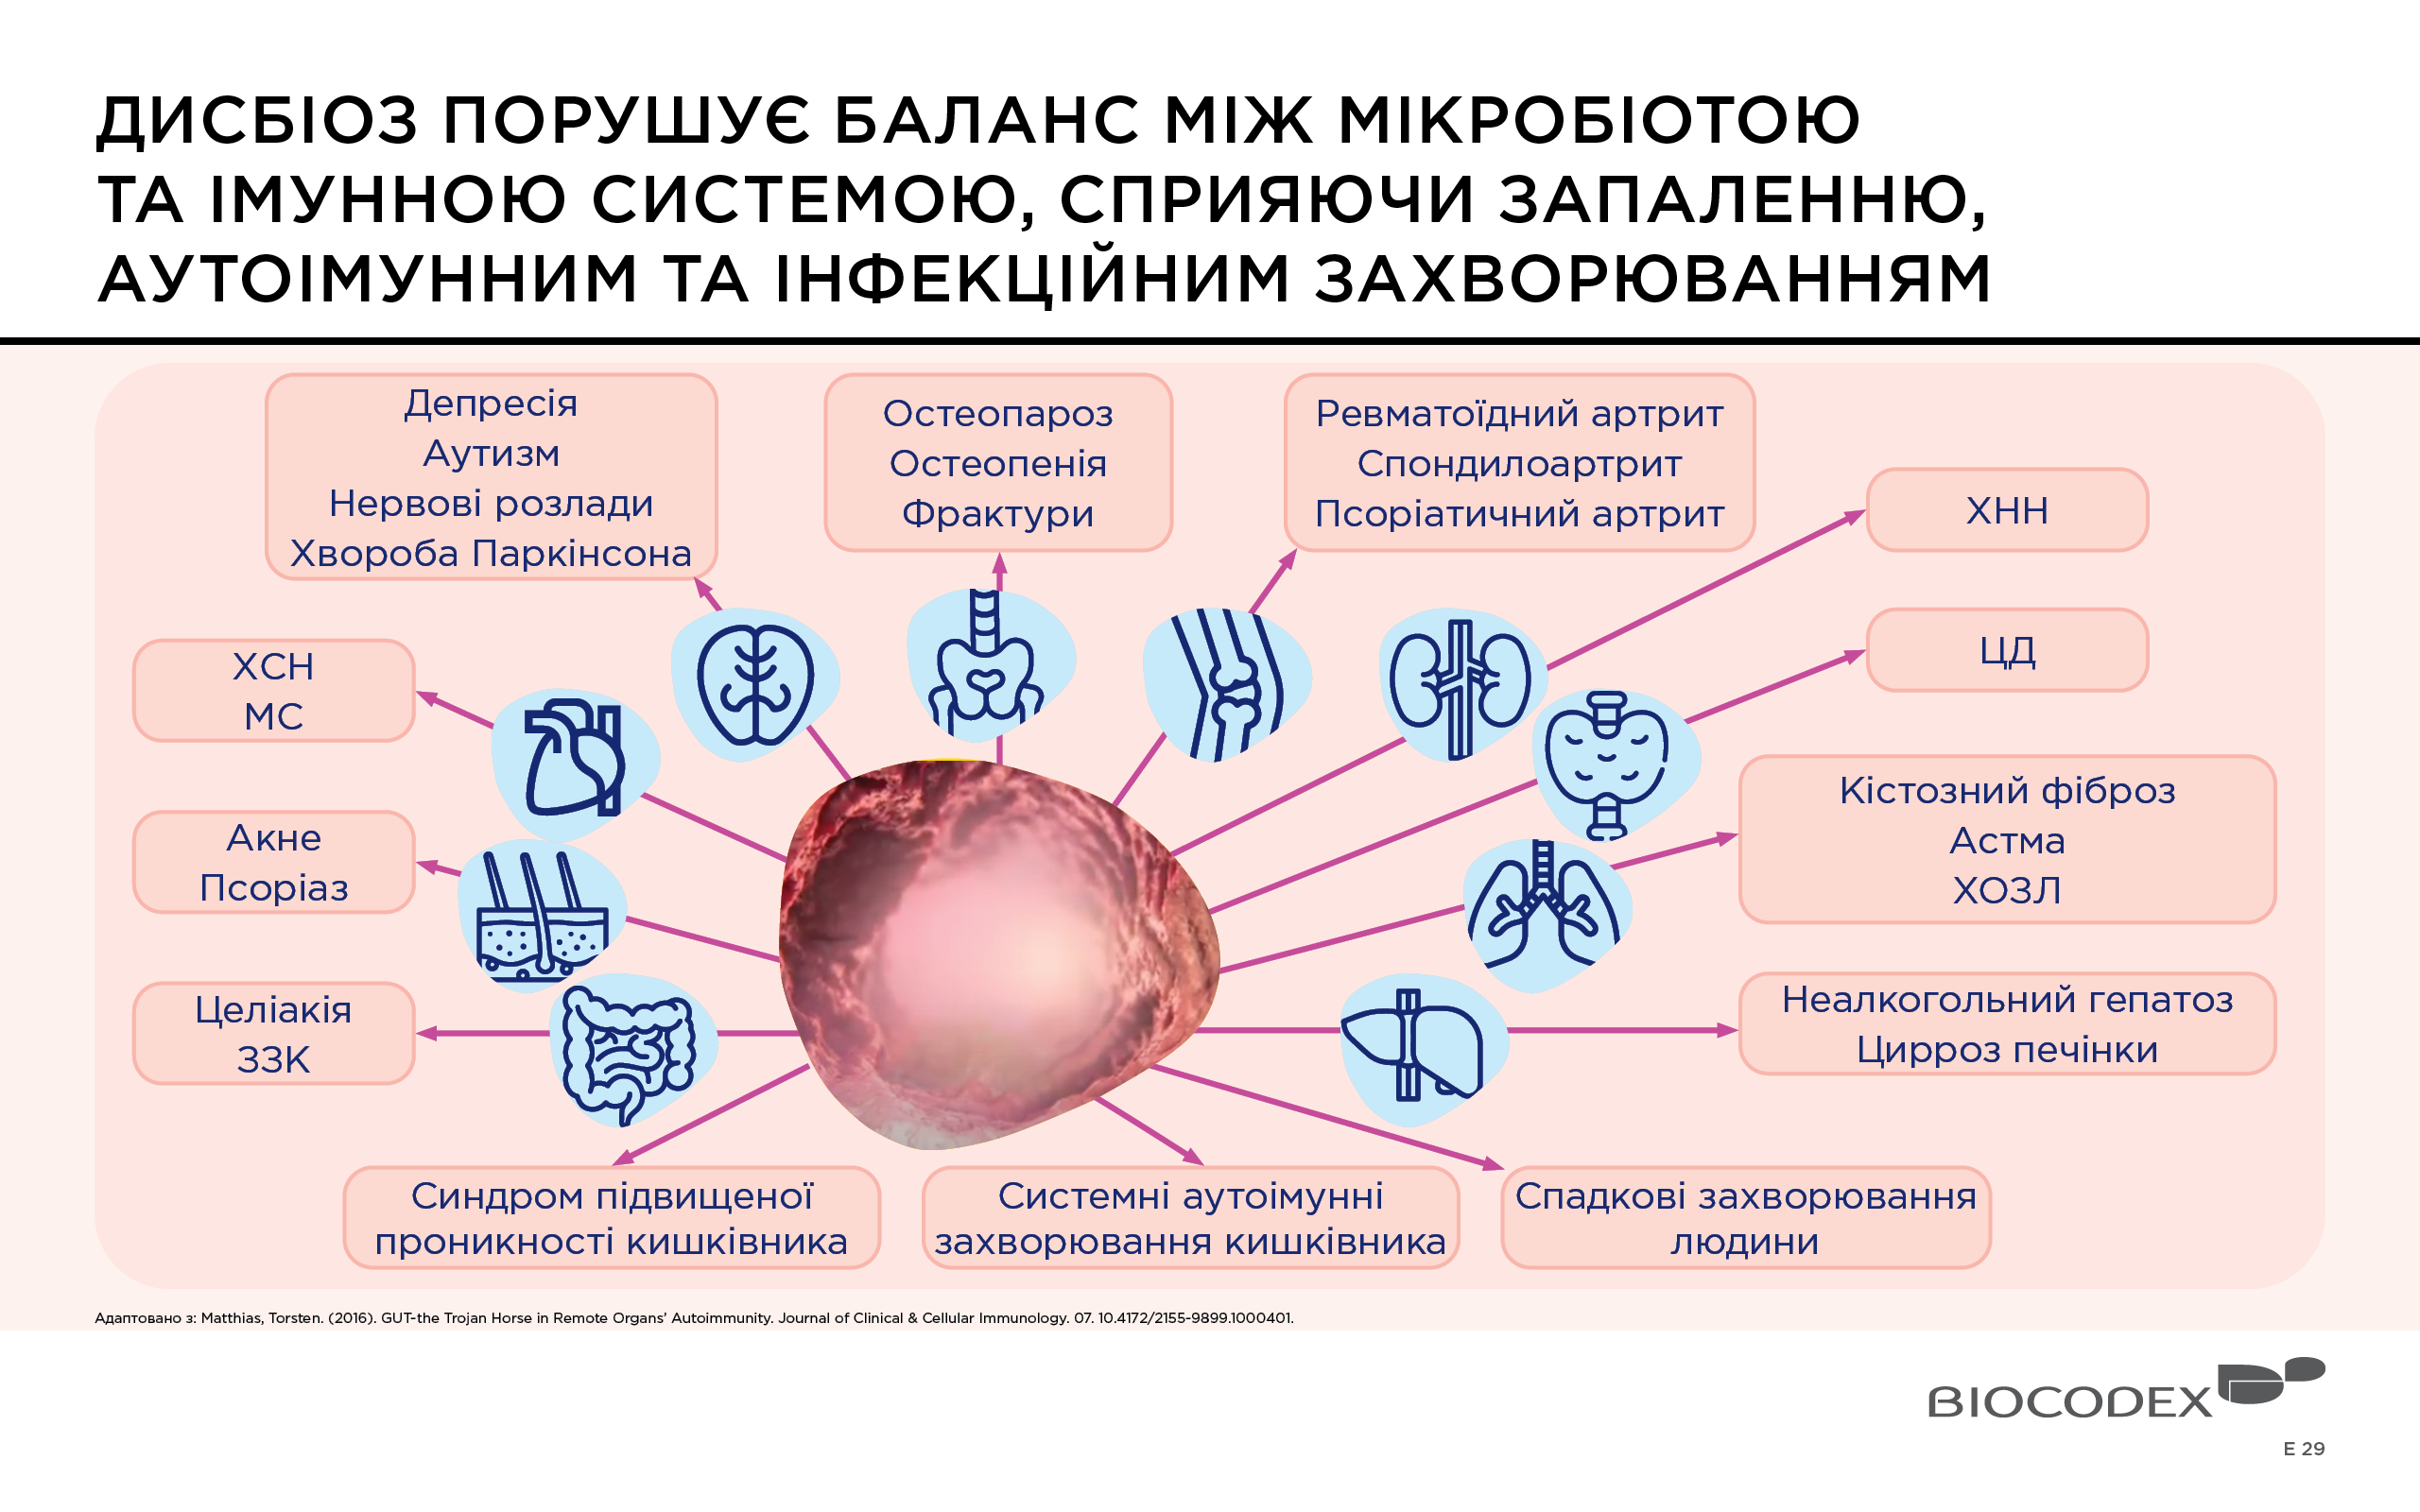 ДИСБІОЗ ПОРУШУЄ БАЛАНС МІЖ МІКРОБІОТОЮ
ТА ІМУННОЮ СИСТЕМОЮ, СПРИЯЮЧИ ЗАПАЛЕННЮ,
АУТОІМУННИМ ТА ІНФЕКЦІЙНИМ ЗАХВОРЮВАННЯМ
Депресія
Аутизм
Нервові розлади
Хвороба Паркінсона
Остеопароз
Остеопенія
Фрактури
Ревматоїдний артрит
Спондилоартрит
Псоріатичний артрит
ХНН
ЦД
ХСН
МС
Кістозний фіброз
Астма
ХОЗЛ
Акне
Псоріаз
Неалкогольний гепатоз
Цирроз печінки
Целіакія
ЗЗК
Синдром підвищеної
проникності кишківника
Системні аутоімунні
захворювання кишківника
Спадкові захворювання
людини
Адаптовано з: Matthias, Torsten. (2016). GUT-the Trojan Horse in Remote Organs' Autoimmunity. Journal of Clinical & Cellular Immunology. 07. 10.4172/2155-9899.1000401.
BIOCODEX
E 29